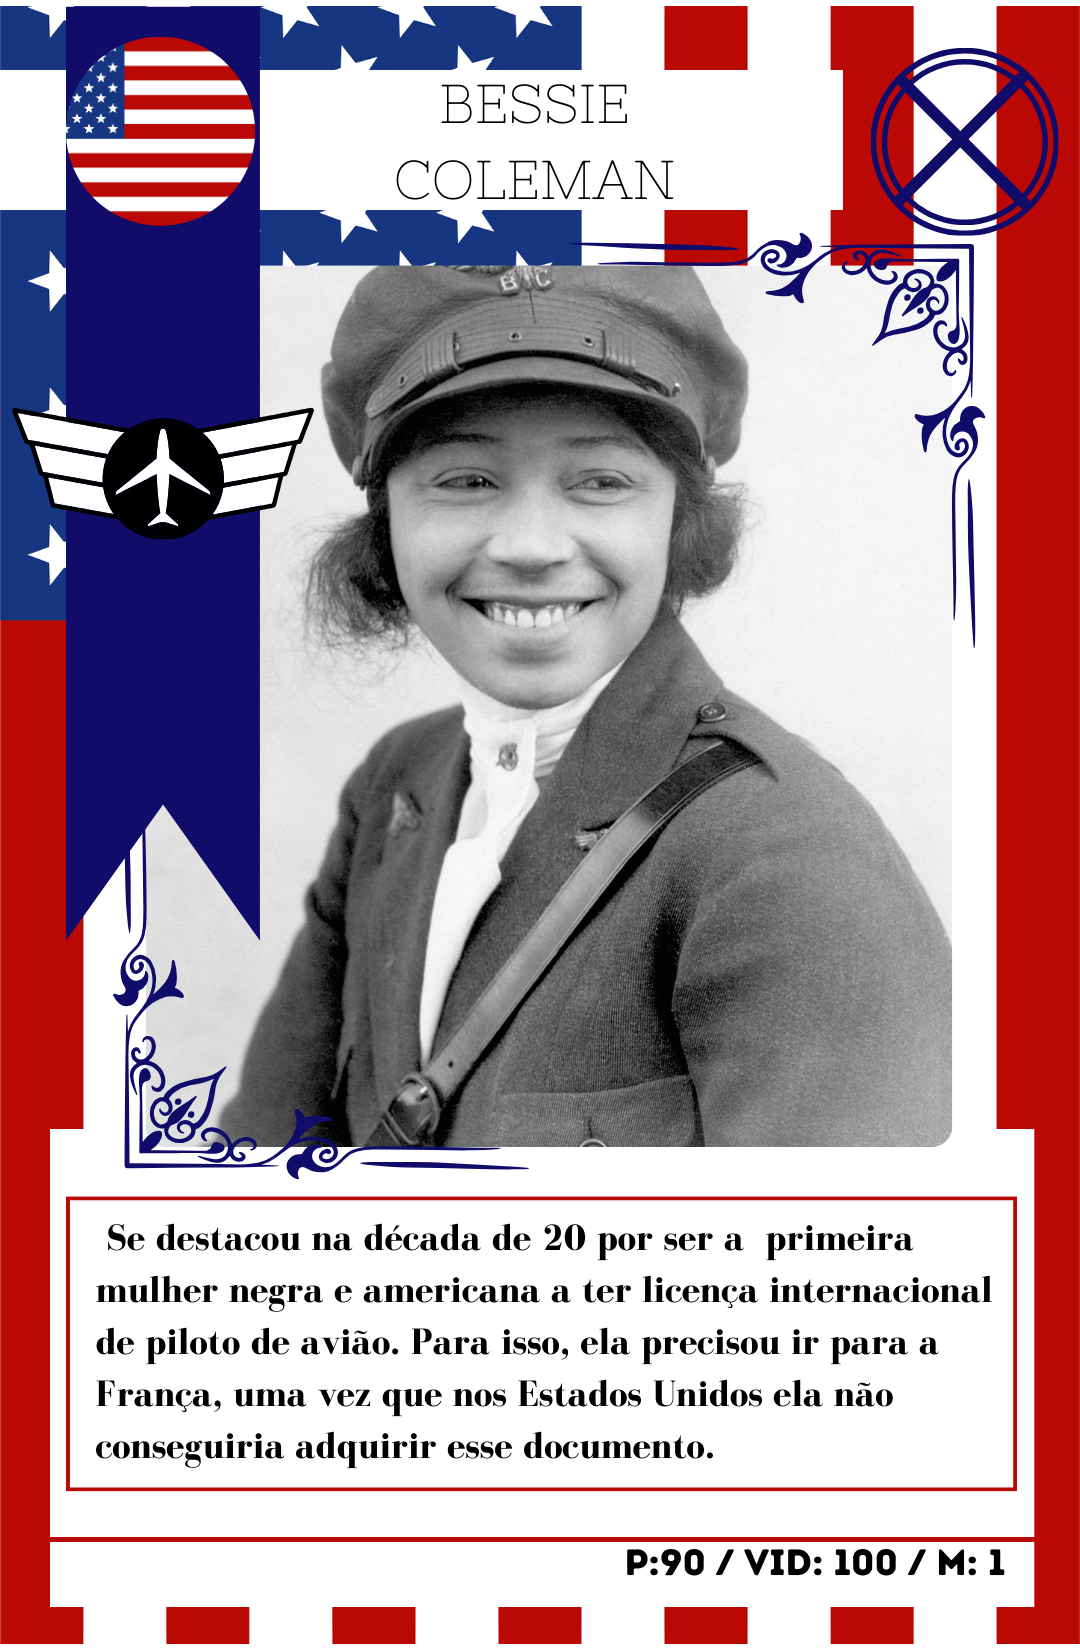 BESSIE
COLEMAN
B C
Se destacou na década de 20 por ser a primeira
mulher negra e americana a ter licença internacional
de piloto de avião. Para isso, ela precisou ir para a
França, uma vez que nos Estados Unidos ela não
conseguiria adquirir esse documento.
P:90 / VID: 100 / M: 1